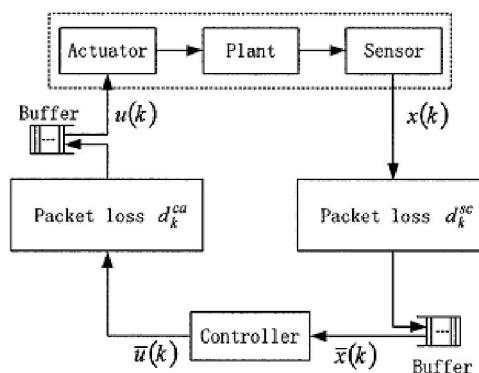 Actuator
Plant
Sensor
Buffer
u(k)
x(k)
Packet loss d_k^{ca}
Packet loss d_k^{sc}
Controller
ū(k)
x̄(k)
Buffer